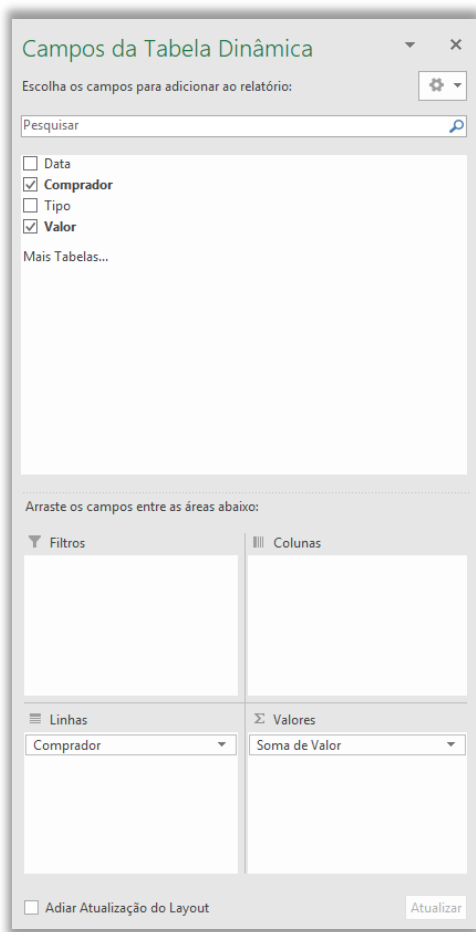 Campos da Tabela Dinâmica
Escolha os campos para adicionar ao relatório:
Pesquisar
Data
Comprador
Tipo
Valor
Mais Tabelas...
Arraste os campos entre as áreas abaixo:
Filtros
Colunas
Linhas
Σ Valores
Comprador
Soma de Valor
Adiar Atualização do Layout
Atualizar